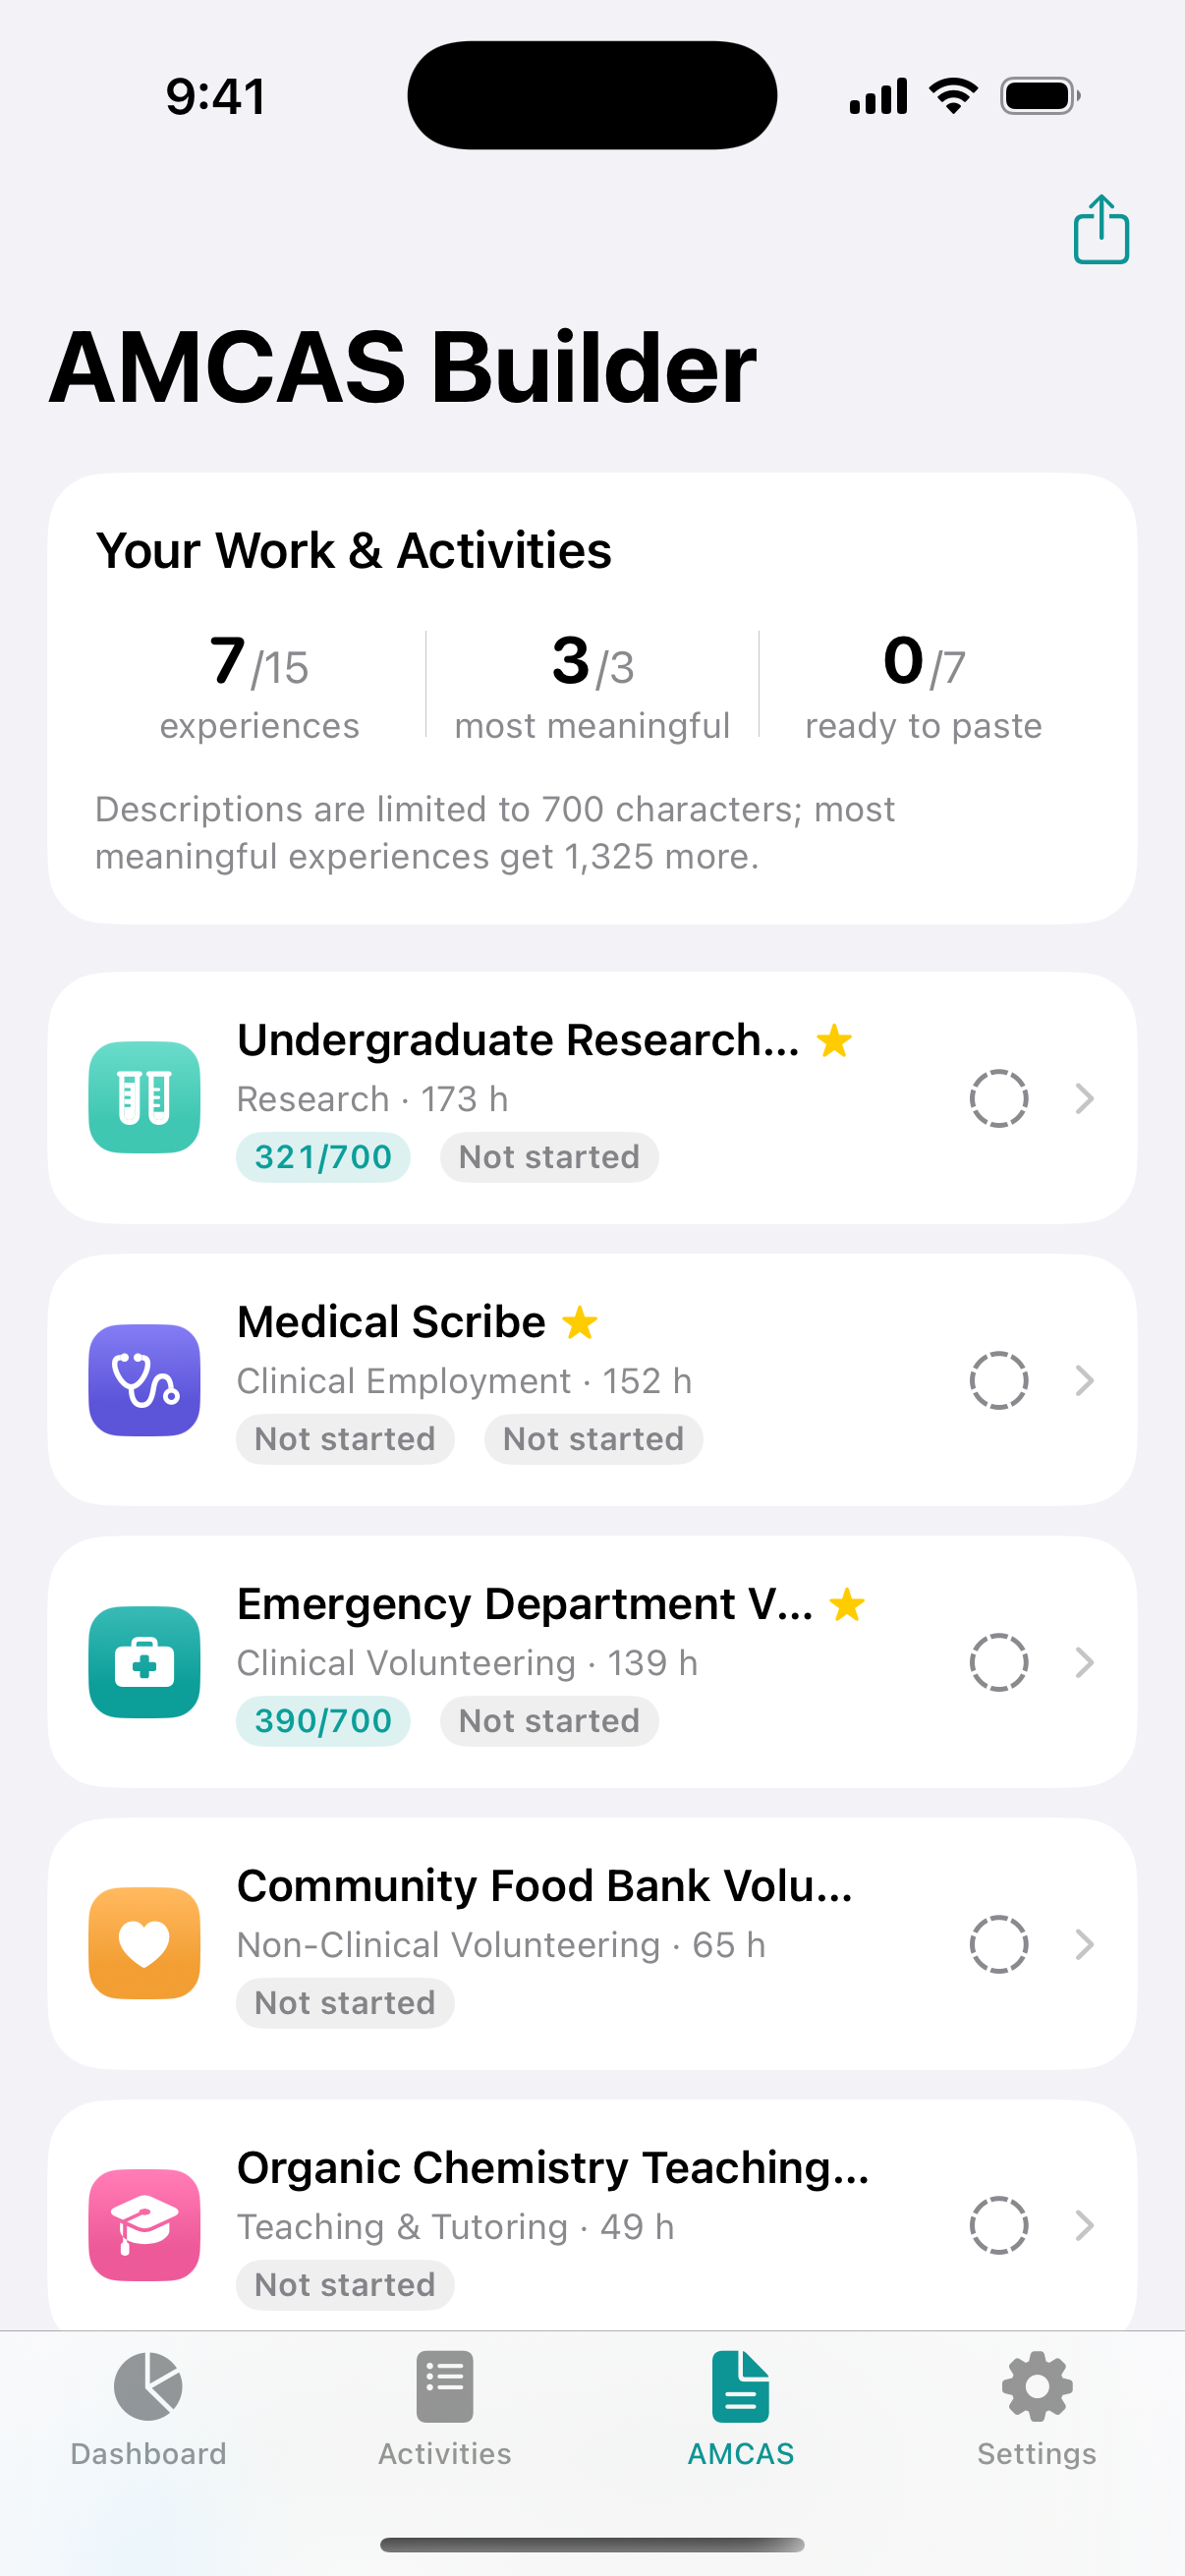 9:41
AMCAS Builder
Your Work & Activities
7/15
experiences
3/3
most meaningful
0/7
ready to paste
Descriptions are limited to 700 characters; most
meaningful experiences get 1,325 more.
Undergraduate Research...
Research · 173 h
321/700 Not started
Medical Scribe
Clinical Employment · 152 h
Not started Not started
Emergency Department V...
Clinical Volunteering · 139 h
390/700 Not started
Community Food Bank Volu...
Non-Clinical Volunteering · 65 h
Not started
Organic Chemistry Teaching...
Teaching & Tutoring · 49 h
Not started
Dashboard Activities AMCAS Settings